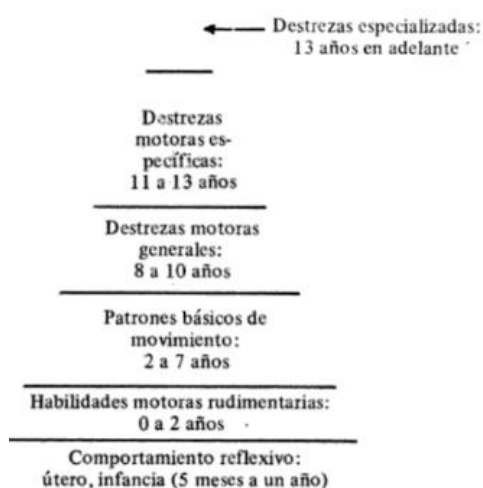 Destrezas especializadas:
13 años en adelante
Destrezas
motoras es-
pecíficas:
11 a 13 años
Destrezas motoras
generales:
8 a 10 años
Patrones básicos de
movimiento:
2 a 7 años
Habilidades motoras rudimentarias:
0 a 2 años
Comportamiento reflexivo:
útero, infancia (5 meses a un año)